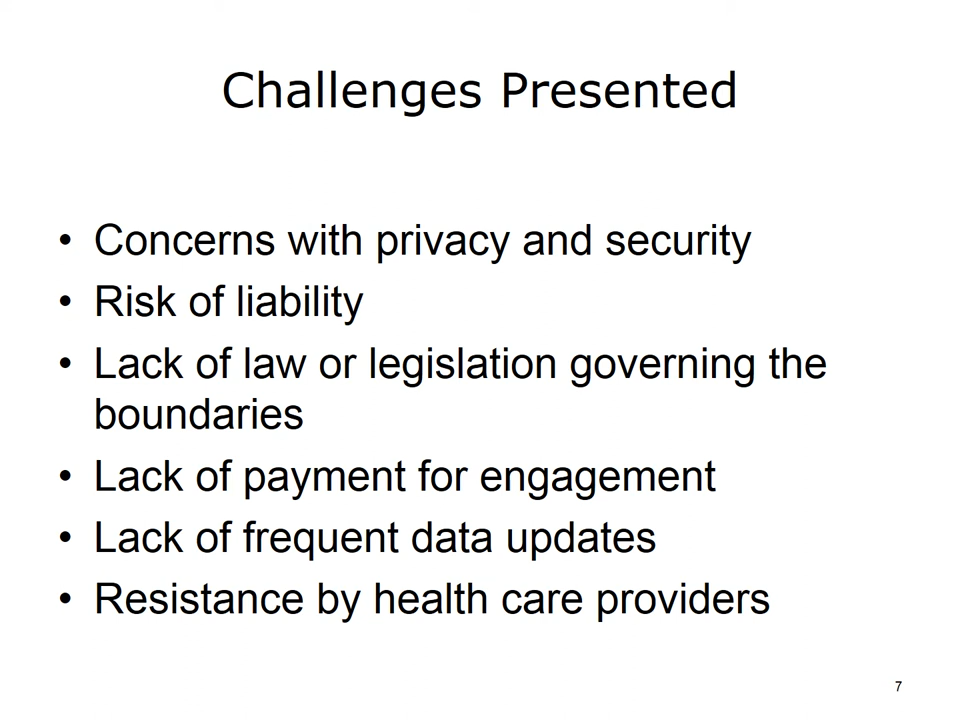 Challenges Presented
• Concerns with privacy and security
• Risk of liability
• Lack of law or legislation governing the
boundaries
• Lack of payment for engagement
• Lack of frequent data updates
• Resistance by health care providers
7